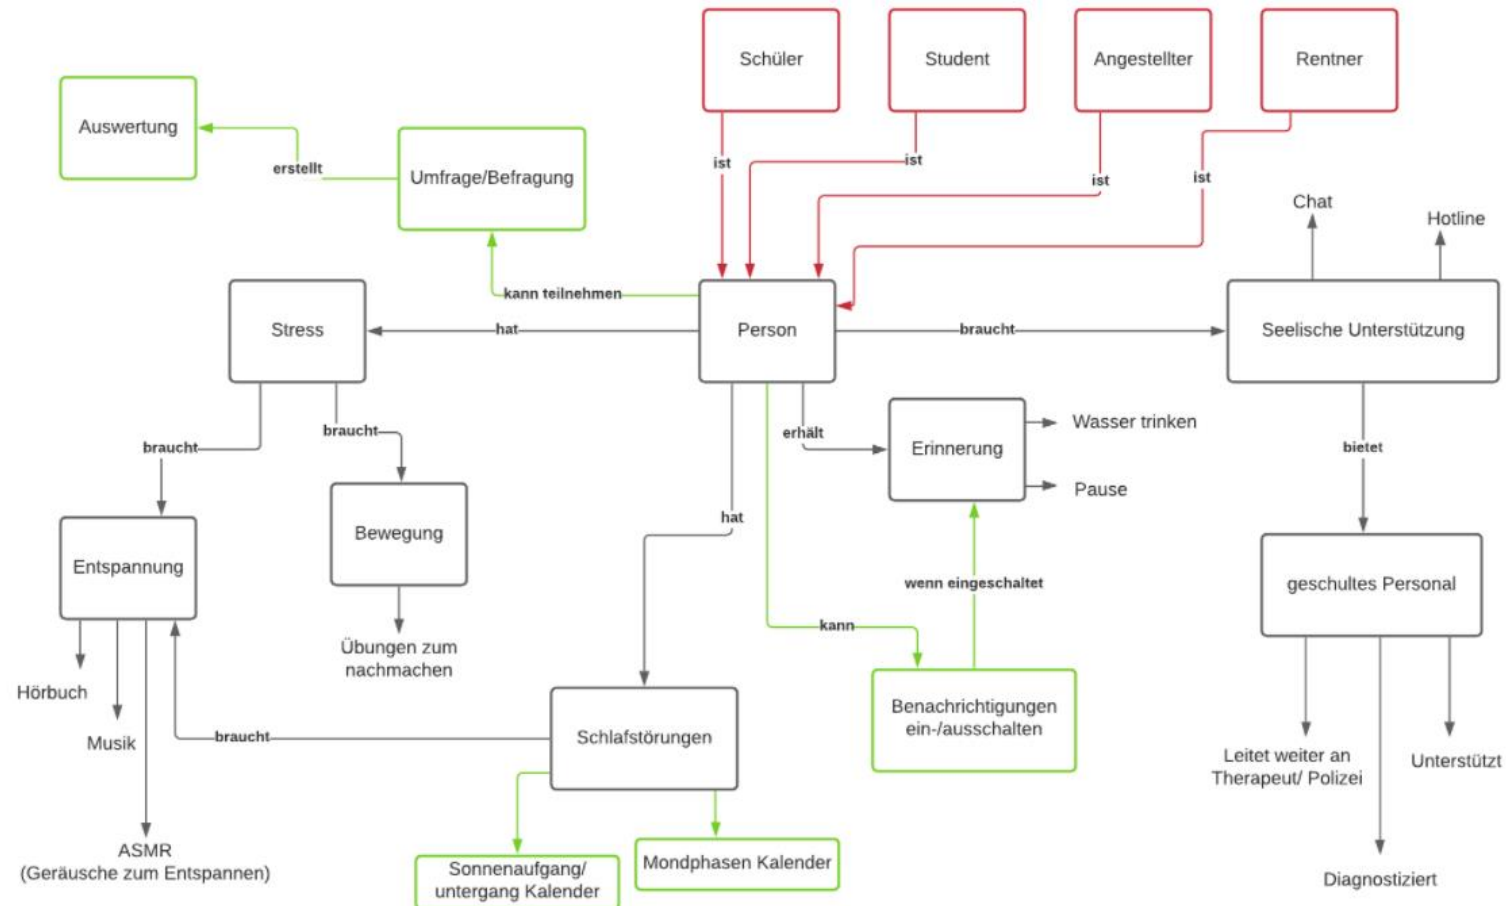 Schüler
Student
Angestellter
Rentner
Auswertung
erstellt
Umfrage/Befragung
ist
ist
ist
ist
Chat
Hotline
kann teilnehmen
Stress
hat
Person
braucht
Seelische Unterstützung
braucht
braucht
erhält
Erinnerung
Wasser trinken
Pause
bietet
Entspannung
Bewegung
hat
wenn eingeschaltet
geschultes Personal
kann
Übungen zum
nachmachen
Hörbuch
Musik
braucht
Schlafstörungen
Benachrichtigungen
ein-/ausschalten
Leitet weiter an
Therapeut/ Polizei
Unterstützt
ASMR
(Geräusche zum Entspannen)
Sonnenaufgang/
untergang Kalender
Mondphasen Kalender
Diagnostiziert